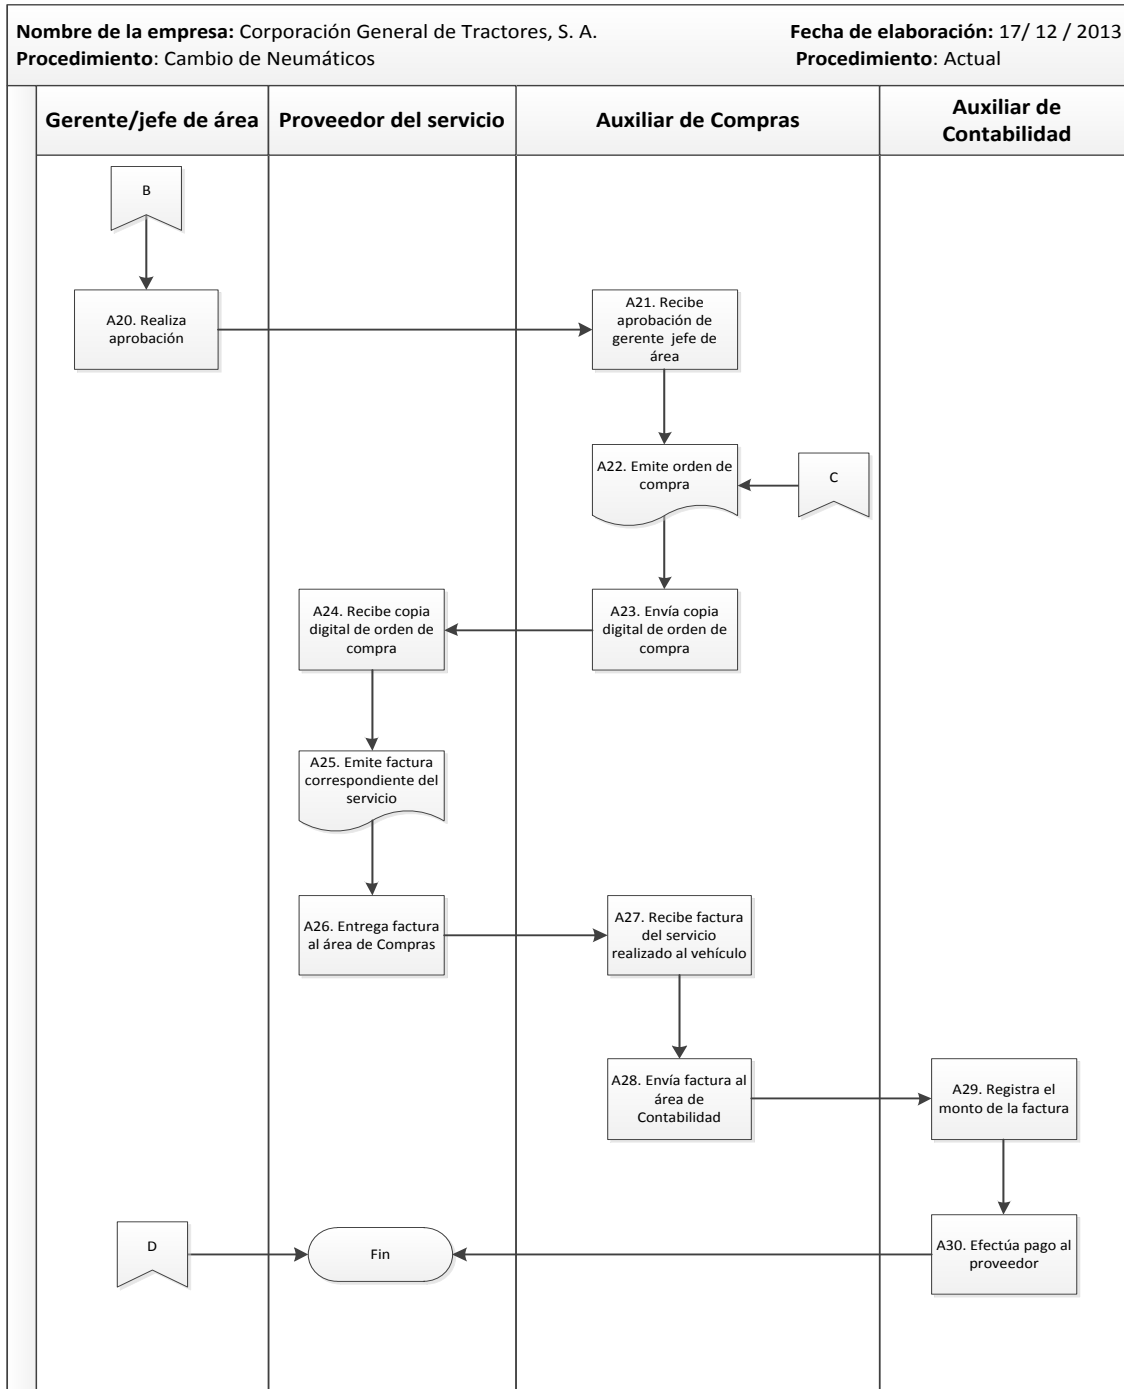 Nombre de la empresa: Corporación General de Tractores, S. A.
Fecha de elaboración: 17/ 12 / 2013
Procedimiento: Cambio de Neumáticos
Procedimiento: Actual
Gerente/jefe de área
Proveedor del servicio
Auxiliar de Compras
Auxiliar de
Contabilidad
B
A20. Realiza
aprobación
A21. Recibe
aprobación de
gerente jefe de
área
A22. Emite orden de
compra
C
A23. Envía copia
digital de orden de
compra
A24. Recibe copia
digital de orden de
compra
A25. Emite factura
correspondiente del
servicio
A26. Entrega factura
al área de Compras
A27. Recibe factura
del servicio
realizado al vehículo
A28. Envía factura al
área de
Contabilidad
A29. Registra el
monto de la factura
A30. Efectúa pago al
proveedor
D
Fin